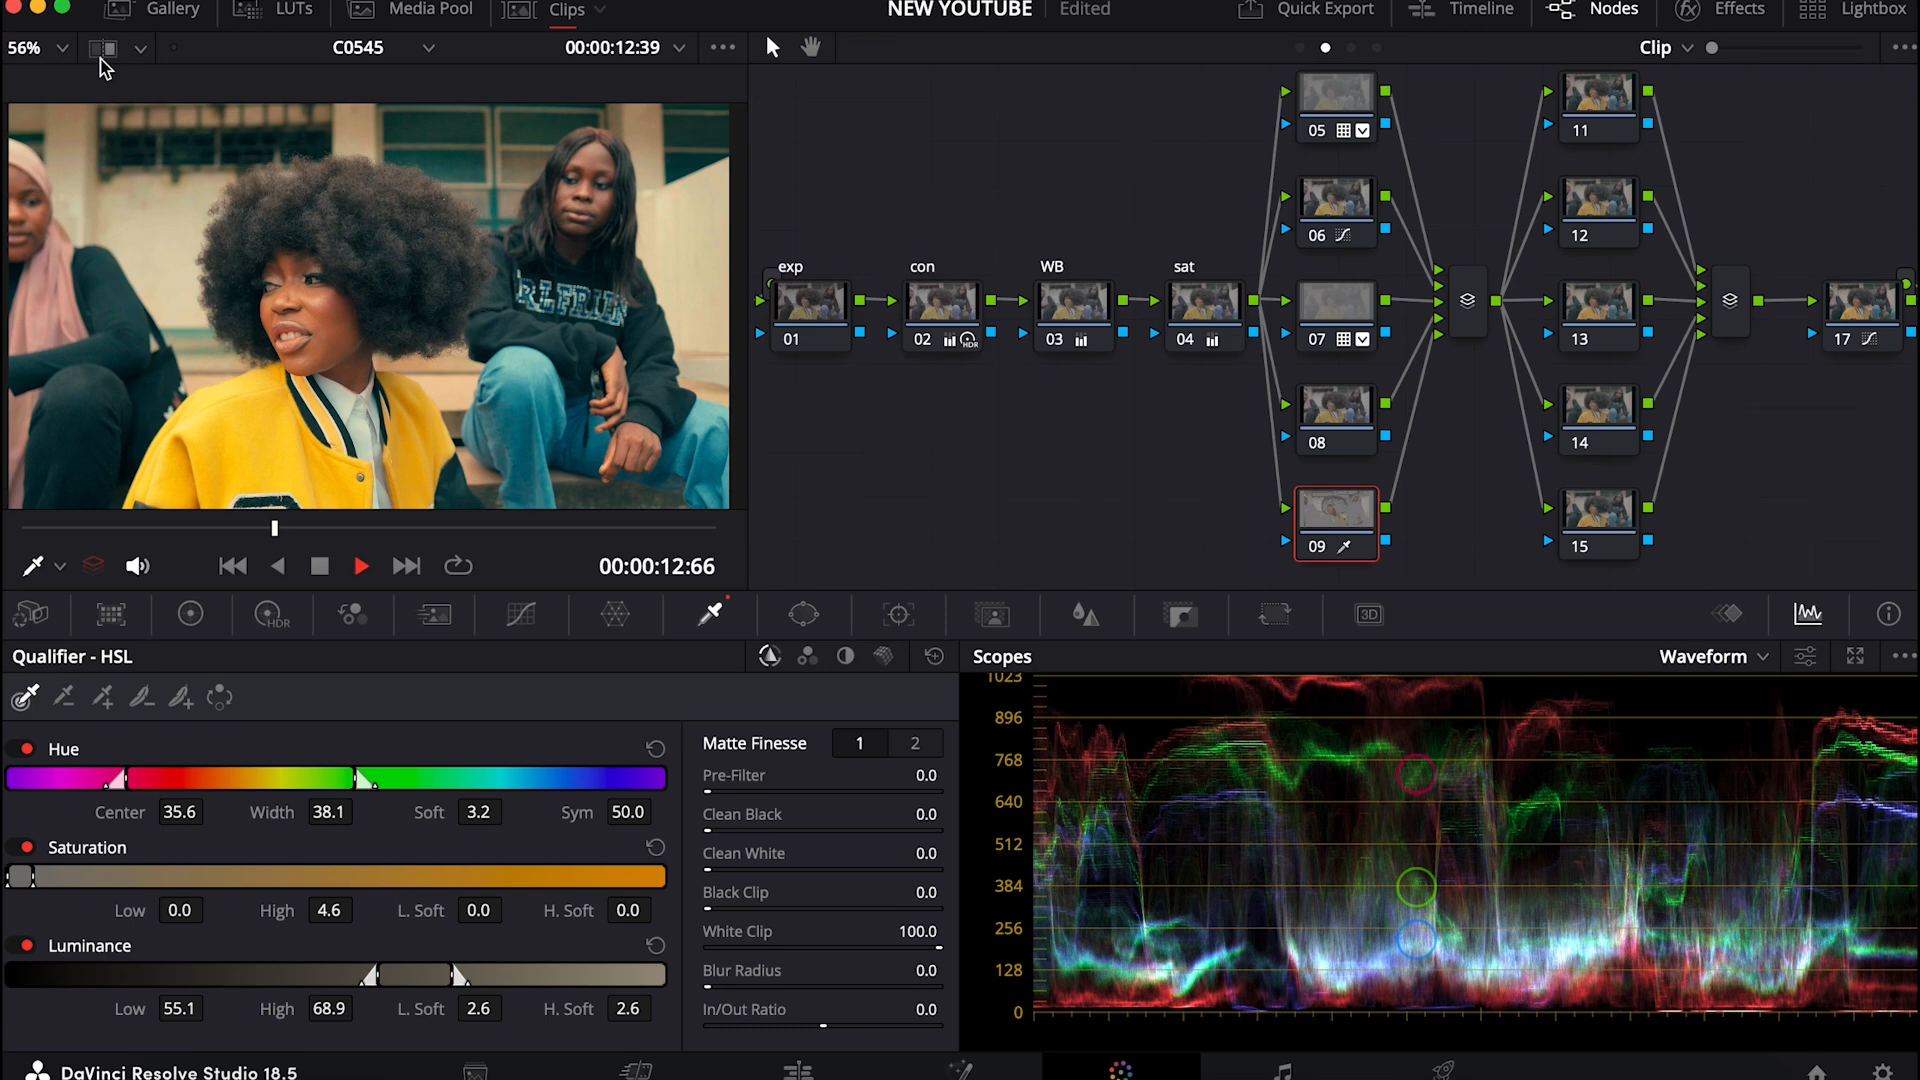 Gallery LUTs Media Pool Clips NEW YOUTUBE Edited Quick Export Timeline Nodes fx Effects Lightbox
56% C0545 00:00:12:39 Clip
05
11
06
12
exp con WB sat
01 02 HDR 03 04 07 13 17
08
14
09
15
00:00:12:66
HDR 3D
Qualifier - HSL Scopes Waveform
Hue
Center 35.6 Width 38.1 Soft 3.2 Sym 50.0
Saturation
Low 0.0 High 4.6 L. Soft 0.0 H. Soft 0.0
Luminance
Low 55.1 High 68.9 L. Soft 2.6 H. Soft 2.6
Matte Finesse 1 2
Pre-Filter 0.0
Clean Black 0.0
Clean White 0.0
Black Clip 0.0
White Clip 100.0
Blur Radius 0.0
In/Out Ratio 0.0
1023
896
768
640
512
384
256
128
0
DaVinci Resolve Studio 18.5